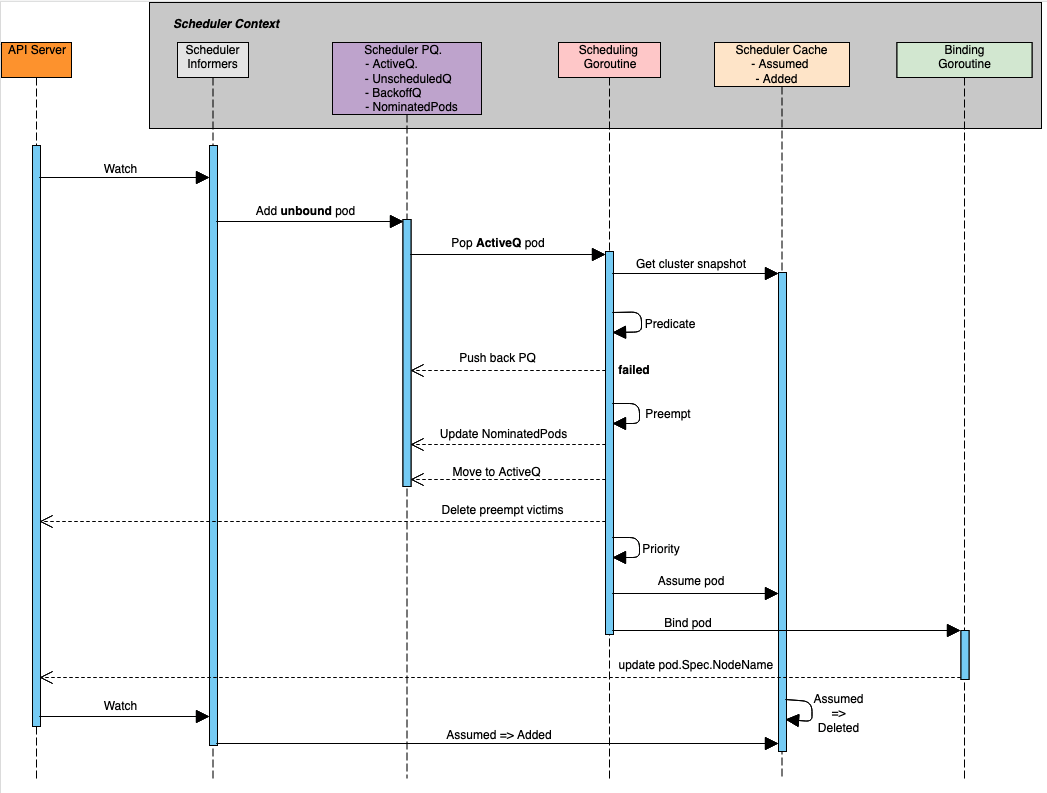 Scheduler Context
API Server
Scheduler
Informers
Scheduler PQ.
- ActiveQ.
- UnscheduledQ
- BackoffQ
- NominatedPods
Scheduling
Goroutine
Scheduler Cache
- Assumed
- Added
Binding
Goroutine
Watch
Add unbound pod
Pop ActiveQ pod
Get cluster snapshot
Predicate
Push back PQ
failed
Preempt
Update NominatedPods
Move to ActiveQ
Delete preempt victims
Priority
Assume pod
Bind pod
update pod.Spec.NodeName
Watch
Assumed
=>
Deleted
Assumed => Added